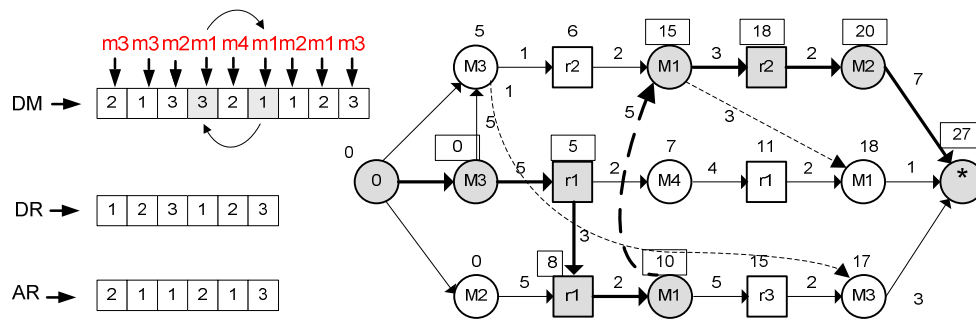 m3 m3 m2 m1 m4 m1 m2 m1 m3
DM 2 1 3 3 2 1 1 2 3
DR 1 2 3 1 2 3
AR 2 1 1 2 1 3
5 6 15 18 20
M3 1 r2 2 M1 3 r2 2 M2 7
1 5 3 27
0 0 5 5 7 11 18
0 M3 5 r1 2 M4 4 r1 2 M1 1 *
3
0 8 10 15 17
M2 5 r1 2 M1 5 r3 2 M3 3